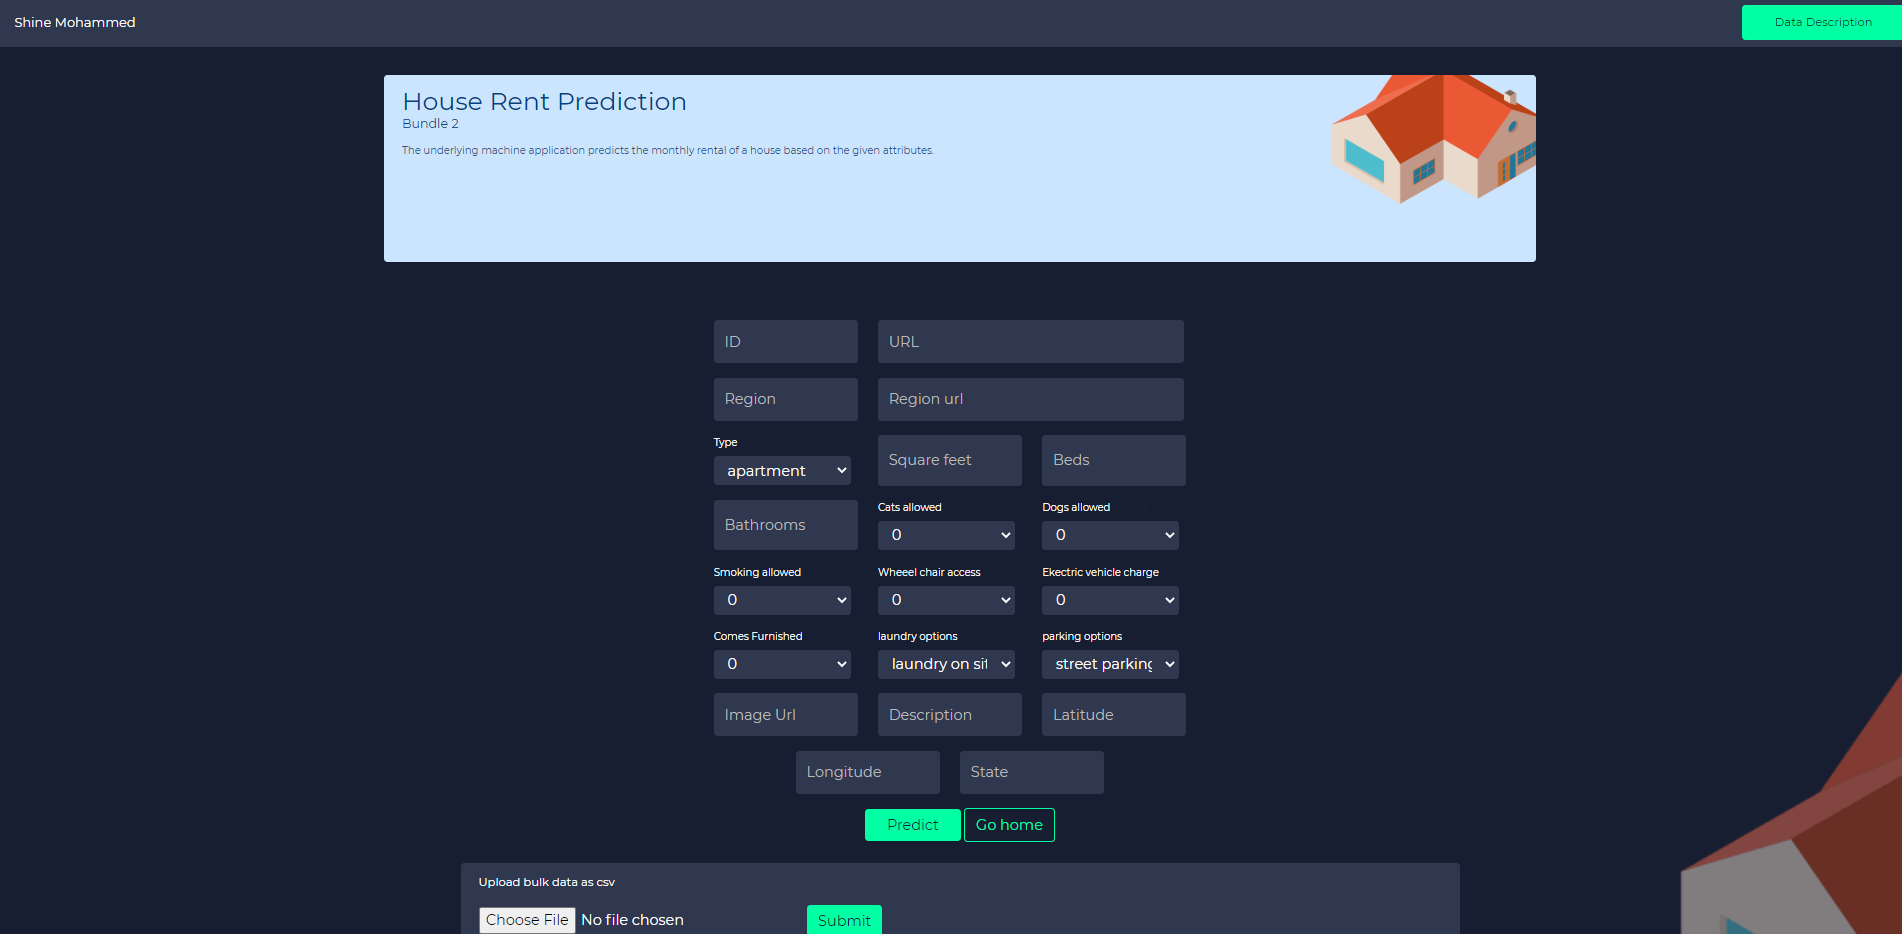 Shine Mohammed
Data Description
House Rent Prediction
Bundle 2
The underlying machine application predicts the monthly rental of a house based on the given attributes.
ID URL
Region Region url
Type
apartment Square feet Beds
Bathrooms Cats allowed Dogs allowed
0 0
Smoking allowed Wheeel chair access Ekectric vehicle charge
0 0 0
Comes Furnished laundry options parking options
0 laundry on sit street parking
Image Url Description Latitude
Longitude State
Predict Go home
Upload bulk data as csv
Choose File No file chosen Submit